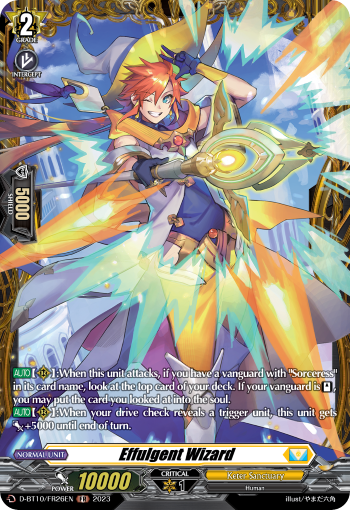 2
GRADE
INTERCEPT
5000
SHIELD
AUTO [RC]:When this unit attacks, if you have a vanguard with "Sorceress"
in its card name, look at the top card of your deck. If your vanguard is ,
you may put the card you looked at into the soul.
AUTO [RC]:When your drive check reveals a trigger unit, this unit gets
+5000 until end of turn.
NORMAL UNIT
Effulgent Wizard
POWER 10000
CRITICAL
1
Keter Sanctuary
Human
D-BT10/FR26EN FR 2023
illust/やまだ六角